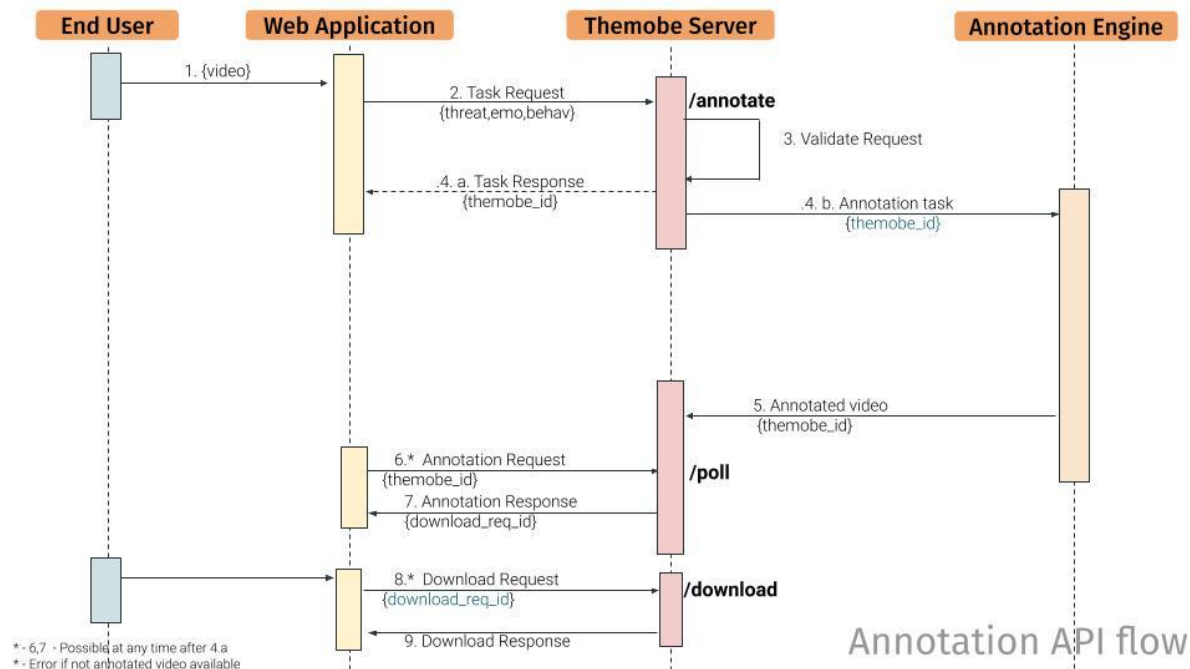 End User
Web Application
Themobe Server
Annotation Engine
1. {video}
2. Task Request
{threat,emo,behav}
/annotate
3. Validate Request
.4. a. Task Response
{themobe_id}
.4. b. Annotation task
{themobe_id}
5. Annotated video
{themobe_id}
6.* Annotation Request
{themobe_id}
/poll
7. Annotation Response
{download_req_id}
8.* Download Request
{download_req_id}
/download
9. Download Response
* - 6,7 - Possible at any time after 4.a
* - Error if not annotated video available
Annotation API flow